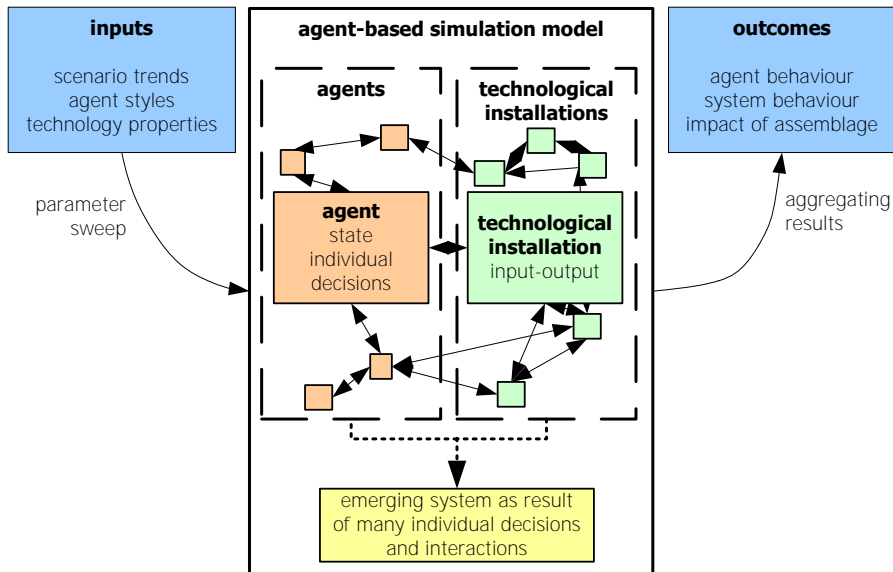 inputs
scenario trends
agent styles
technology properties
parameter
sweep
agent-based simulation model
agents
agent
state
individual
decisions
technological
installations
technological
installation
input-output
emerging system as result
of many individual decisions
and interactions
outcomes
agent behaviour
system behaviour
impact of assemblage
aggregating
results